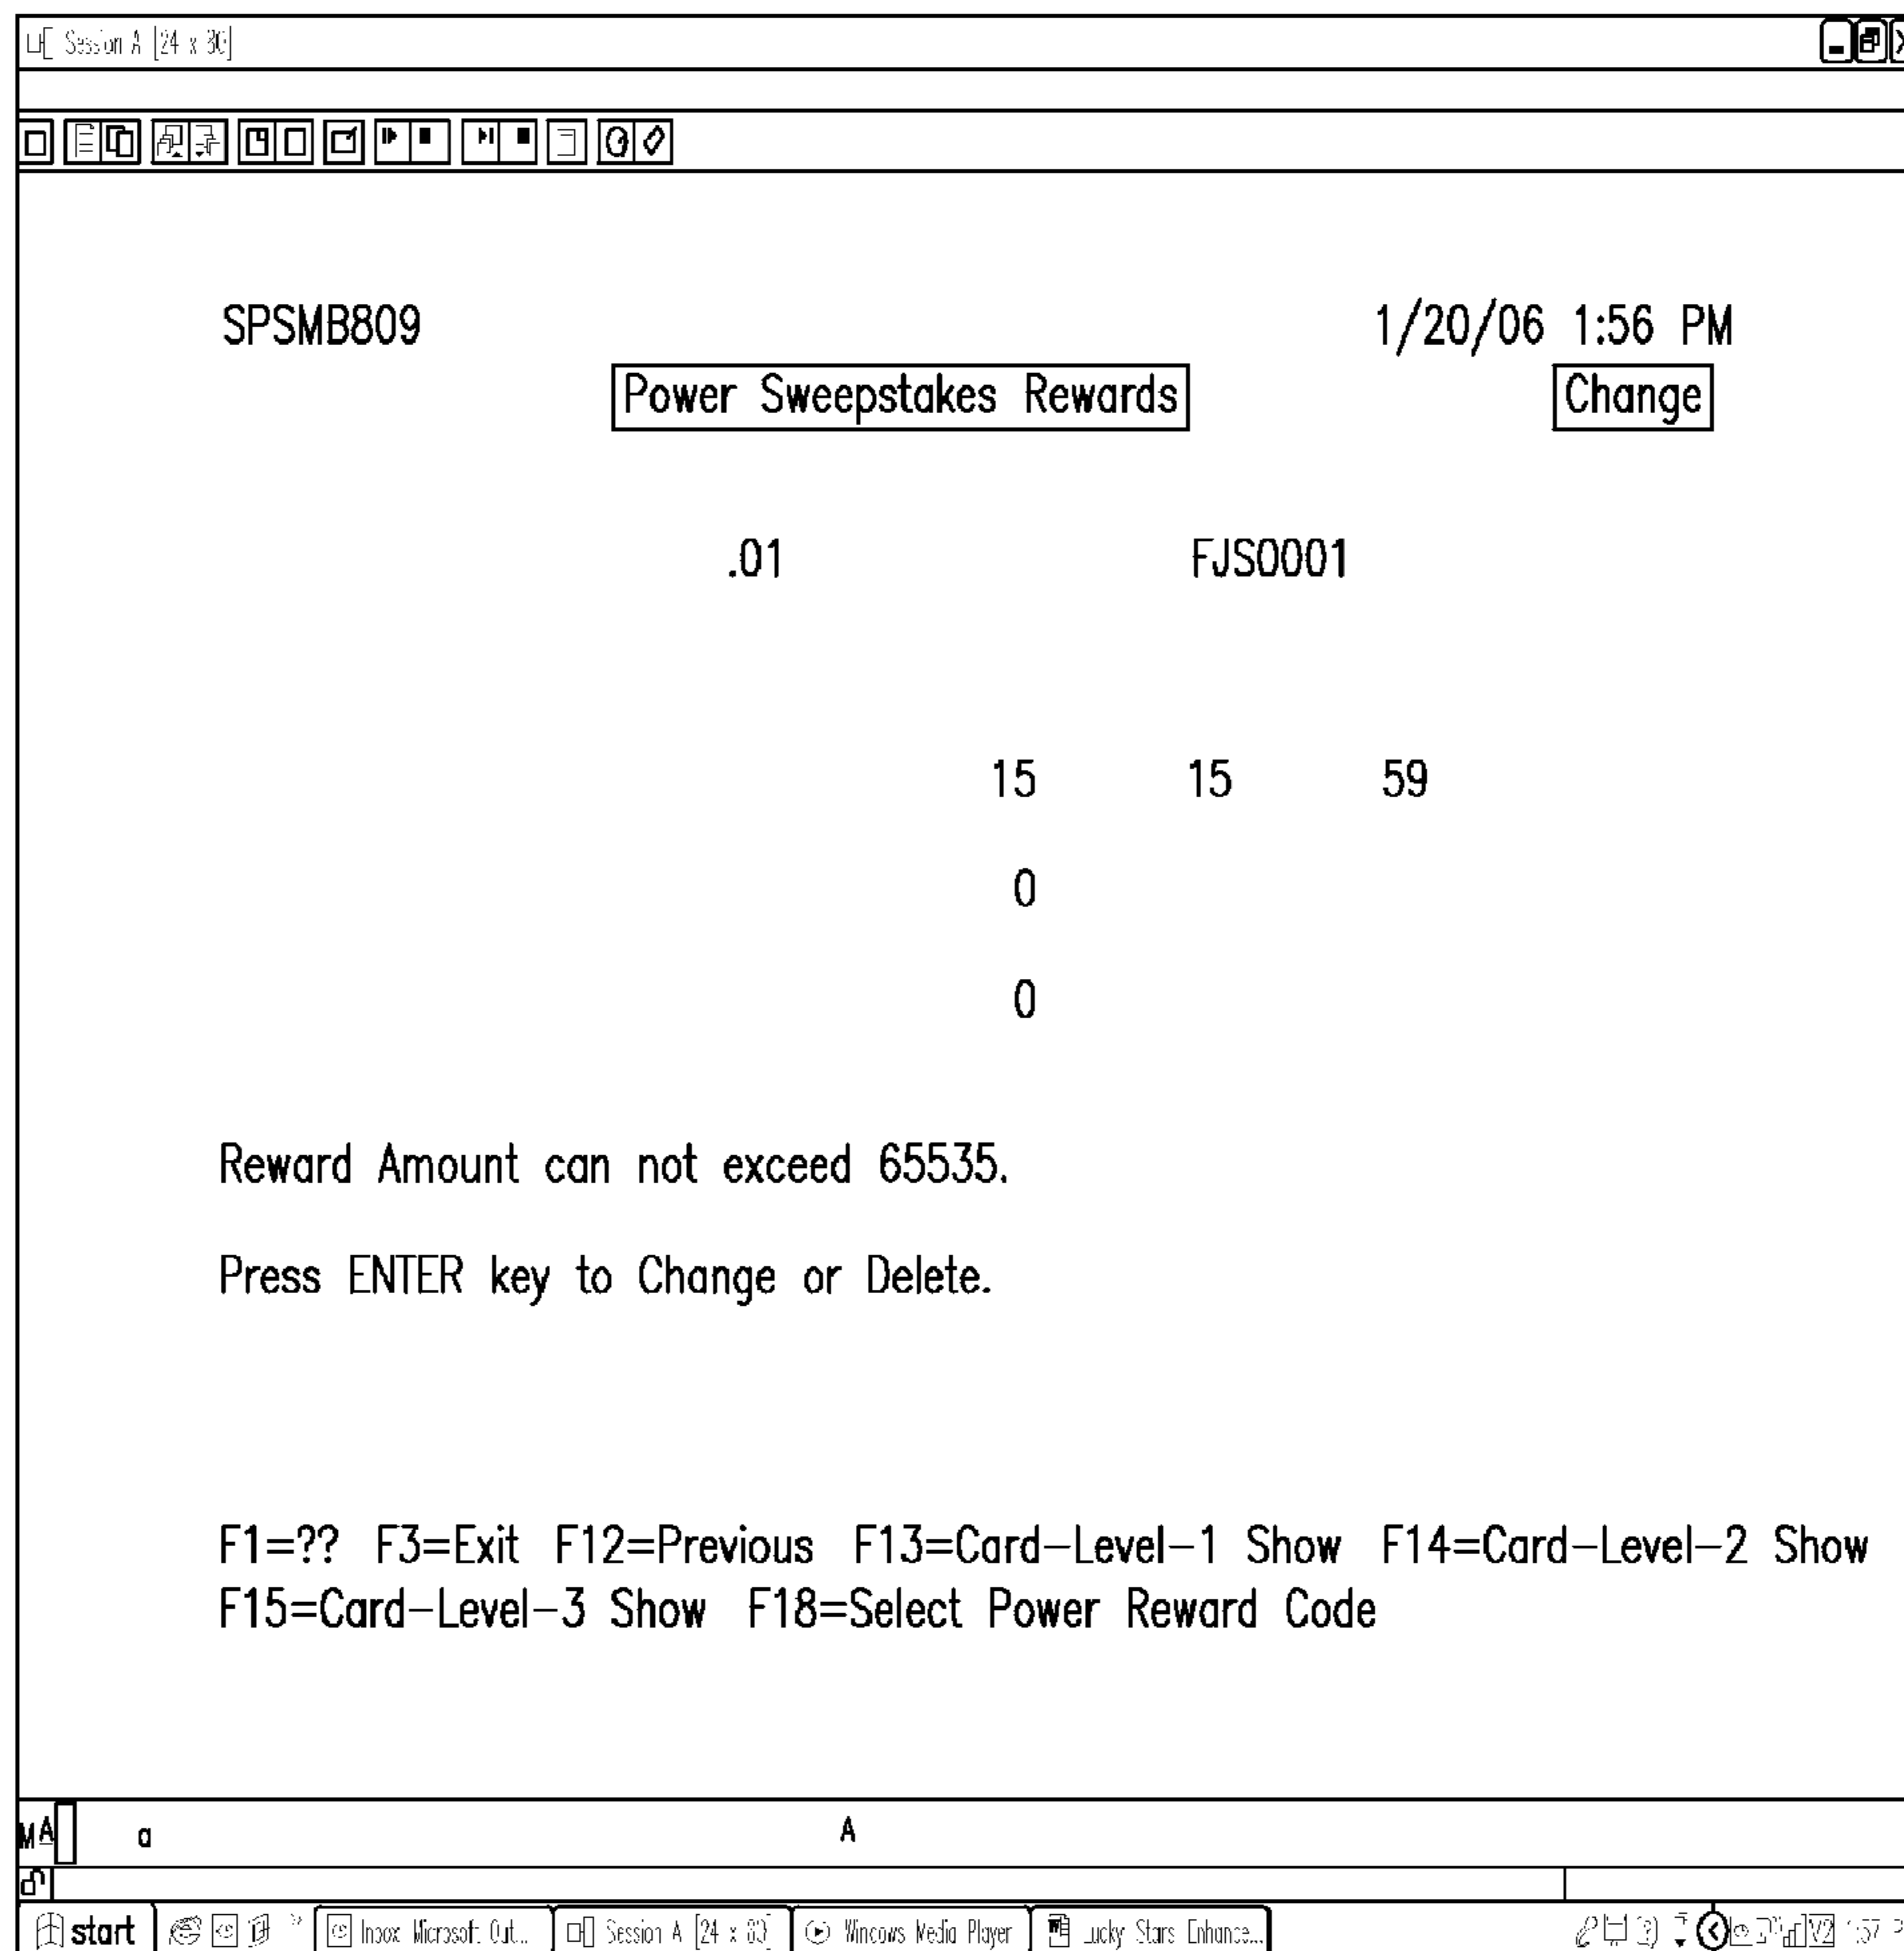 Session A [24 x 80]
SPSMB809 1/20/06 1:56 PM
Power Sweepstakes Rewards Change
.01 FJS0001
15 15 59
0
0
Reward Amount can not exceed 65535.
Press ENTER key to Change or Delete.
F1=?? F3=Exit F12=Previous F13=Card-Level-1 Show F14=Card-Level-2 Show
F15=Card-Level-3 Show F18=Select Power Reward Code
MA a A
start Inbox Microsoft Out... Session A [24 x 80] Windows Media Player Lucky Stars Enhance... V2